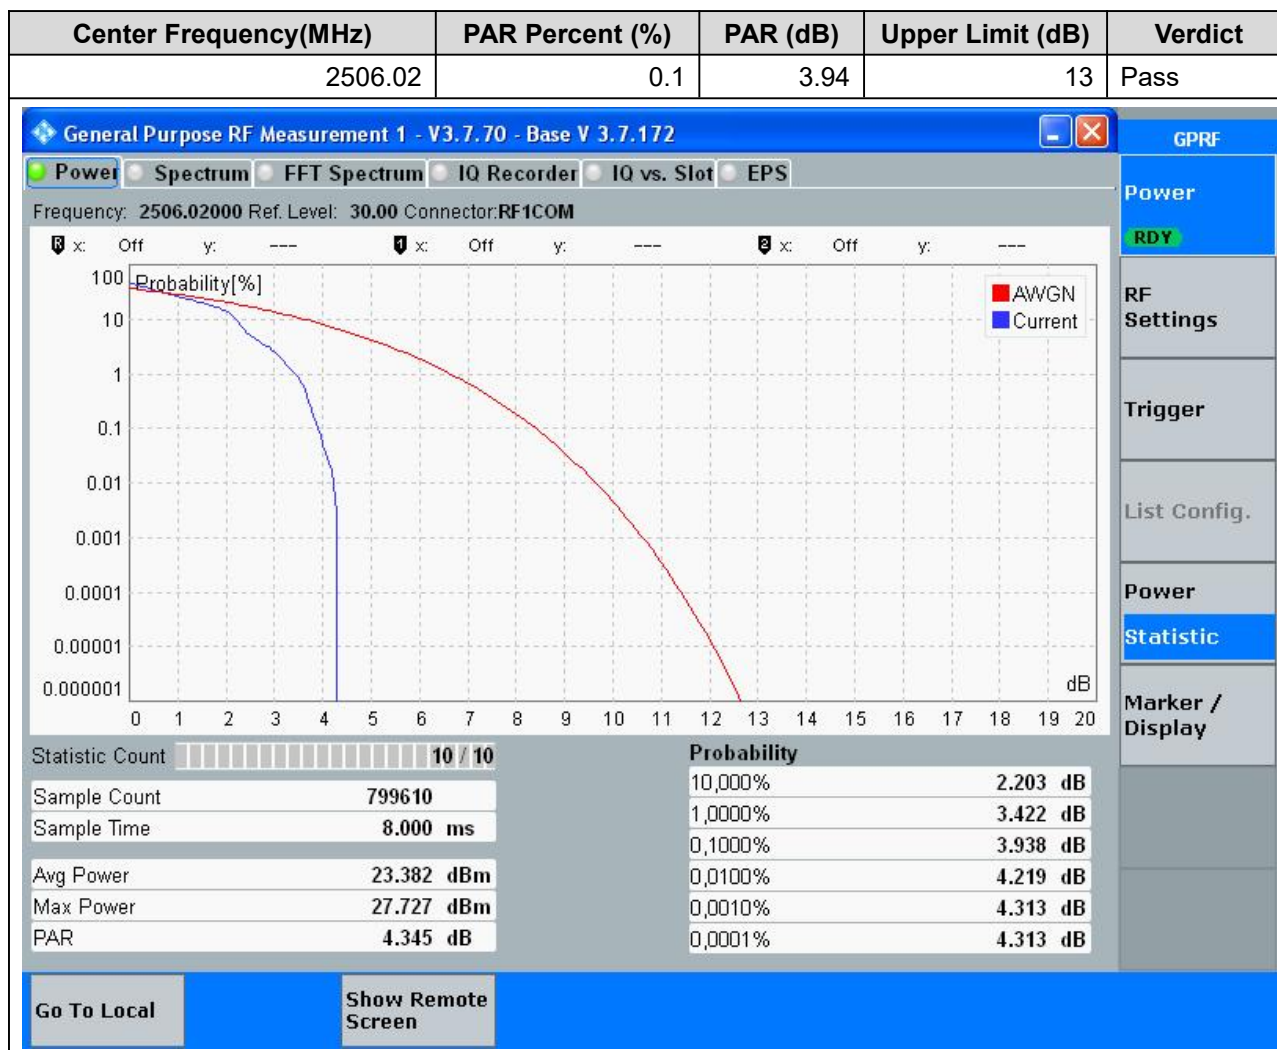 Center Frequency(MHz) PAR Percent (%) PAR (dB) Upper Limit (dB) Verdict
2506.02 0.1 3.94 13 Pass
General Purpose RF Measurement 1 - V3.7.70 - Base V 3.7.172
GPRF
Power Spectrum FFT Spectrum IQ Recorder IQ vs. Slot EPS
Frequency: 2506.02000 Ref. Level: 30.00 Connector:RF1COM
R x: Off y: --- 1 x: Off y: --- 2 x: Off y: ---
Probability[%]
100
10
1
0.1
0.01
0.001
0.0001
0.00001
0.000001
AWGN
Current
dB
0 1 2 3 4 5 6 7 8 9 10 11 12 13 14 15 16 17 18 19 20
Statistic Count 10 / 10
Sample Count 799610
Sample Time 8.000 ms
Avg Power 23.382 dBm
Max Power 27.727 dBm
PAR 4.345 dB
Probability
10,000% 2.203 dB
1,0000% 3.422 dB
0,1000% 3.938 dB
0,0100% 4.219 dB
0,0010% 4.313 dB
0,0001% 4.313 dB
Power
RDY
RF
Settings
Trigger
List Config.
Power
Statistic
Marker /
Display
Go To Local
Show Remote
Screen